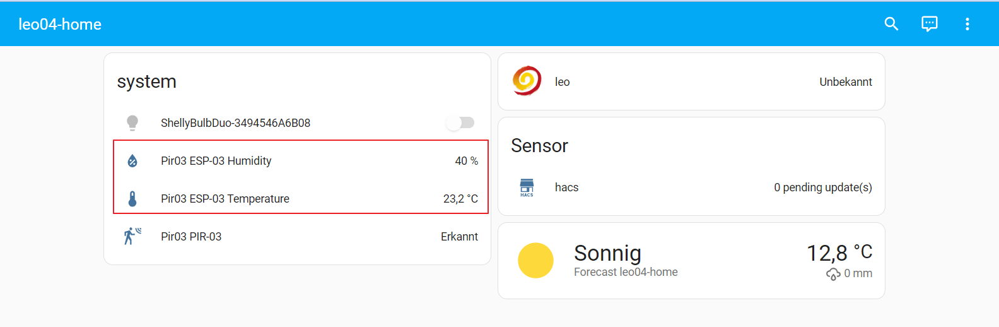 leo04-home
system
ShellyBulbDuo-3494546A6B08
Pir03 ESP-03 Humidity 40 %
Pir03 ESP-03 Temperature 23,2 °C
Pir03 PIR-03 Erkannt
leo Unbekannt
Sensor
HACS
hacs 0 pending update(s)
Sonnig 12,8 °C
Forecast leo04-home 0 mm